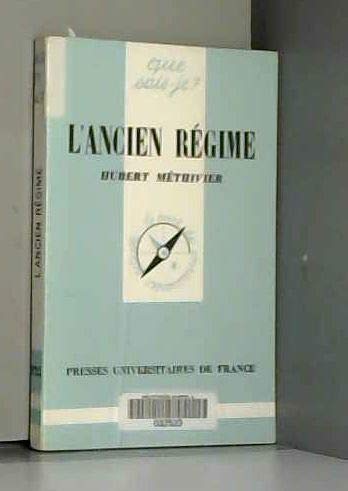 que
sais-je?
L'ANCIEN RÉGIME
HUBERT MÉTHIVIER
PRESSES UNIVERSITAIRES DE FRANCE
L'ANCIEN RÉGIME